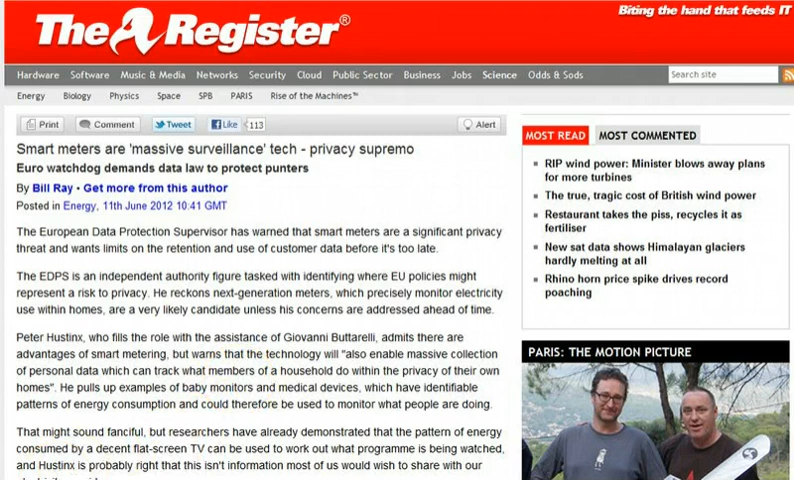 Biting the hand that feeds IT
The Register®
Hardware Software Music & Media Networks Security Cloud Public Sector Business Jobs Science Odds & Sods
Search site
Energy Biology Physics Space SPB PARIS Rise of the Machines™
Print Comment Tweet Like 113 Alert
Smart meters are 'massive surveillance' tech - privacy supremo
Euro watchdog demands data law to protect punters
By Bill Ray • Get more from this author
Posted in Energy, 11th June 2012 10:41 GMT
The European Data Protection Supervisor has warned that smart meters are a significant privacy
threat and wants limits on the retention and use of customer data before it's too late.
The EDPS is an independent authority figure tasked with identifying where EU policies might
represent a risk to privacy. He reckons next-generation meters, which precisely monitor electricity
use within homes, are a very likely candidate unless his concerns are addressed ahead of time.
Peter Hustinx, who fills the role with the assistance of Giovanni Buttarelli, admits there are
advantages of smart metering, but warns that the technology will "also enable massive collection
of personal data which can track what members of a household do within the privacy of their own
homes". He pulls up examples of baby monitors and medical devices, which have identifiable
patterns of energy consumption and could therefore be used to monitor what people are doing.
That might sound fanciful, but researchers have already demonstrated that the pattern of energy
consumed by a decent flat-screen TV can be used to work out what programme is being watched,
and Hustinx is probably right that this isn't information most of us would wish to share with our
MOST READ MOST COMMENTED
RIP wind power: Minister blows away plans
for more turbines
The true, tragic cost of British wind power
Restaurant takes the piss, recycles it as
fertiliser
New sat data shows Himalayan glaciers
hardly melting at all
Rhino horn price spike drives record
poaching
PARIS: THE MOTION PICTURE